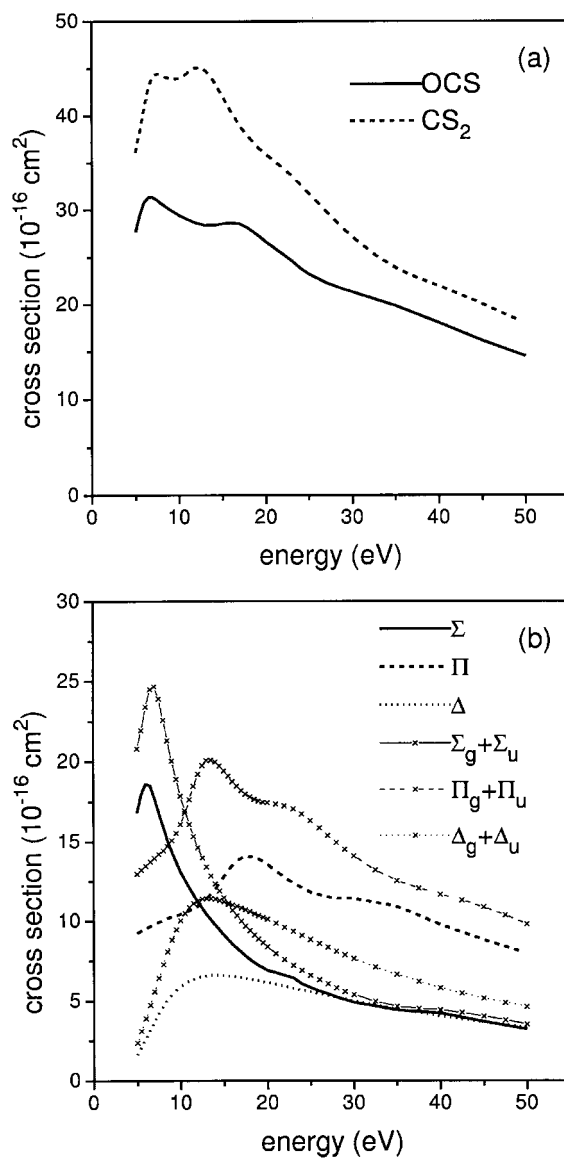 50
(a)
OCS
CS₂
40
30
20
10
0
cross section (10⁻¹⁶ cm²)
0 10 20 30 40 50
energy (eV)
30
(b)
Σ
Π
Δ
Σg+Σu
Πg+Πu
Δg+Δu
25
20
15
10
5
0
cross section (10⁻¹⁶ cm²)
0 10 20 30 40 50
energy (eV)